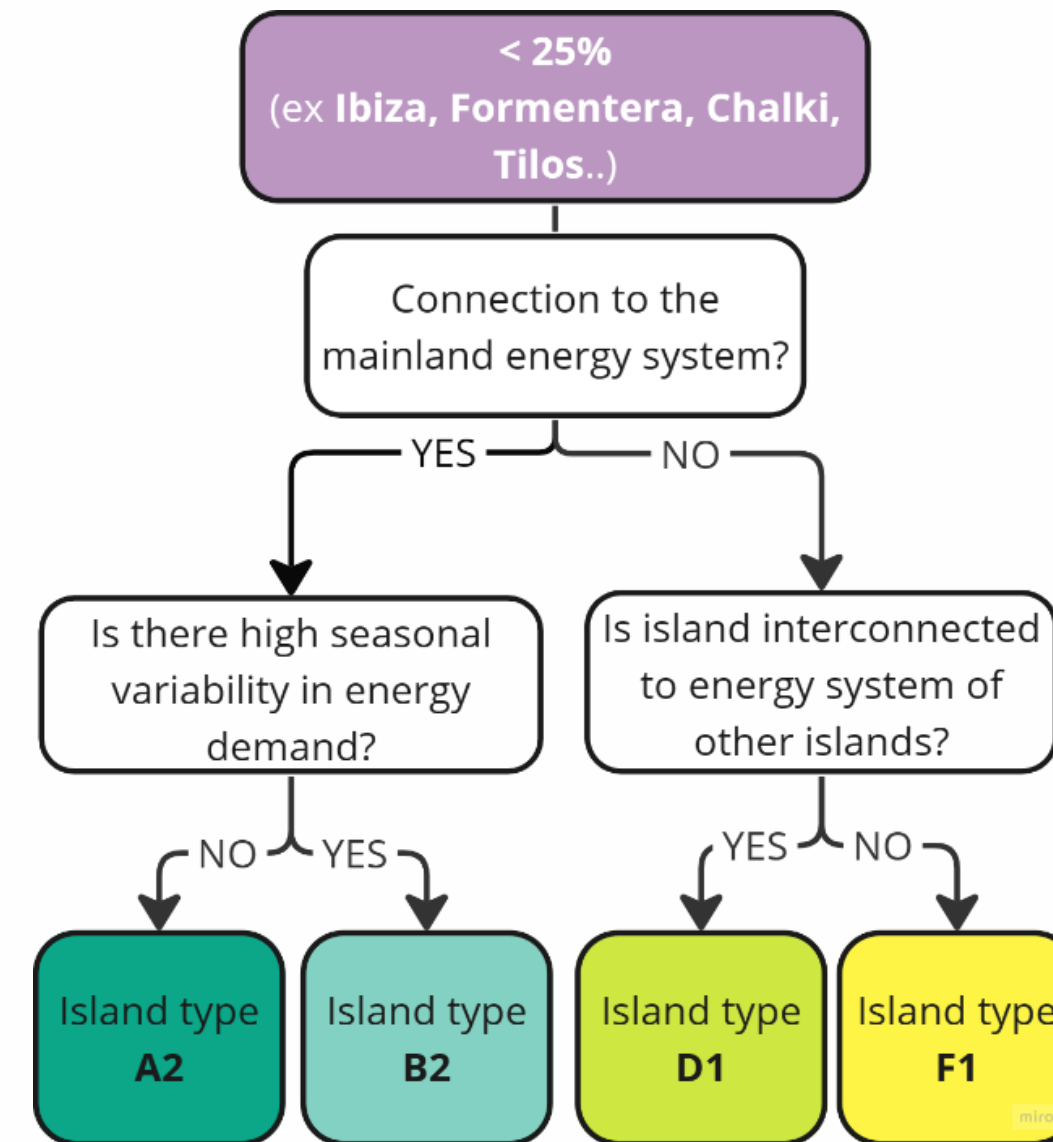 < 25%
(ex Ibiza, Formentera, Chalki,
Tilos..)
Connection to the
mainland energy system?
YES
NO
Is there high seasonal
variability in energy
demand?
Is island interconnected
to energy system of
other islands?
NO
YES
YES
NO
Island type
A2
Island type
B2
Island type
D1
Island type
F1
miro